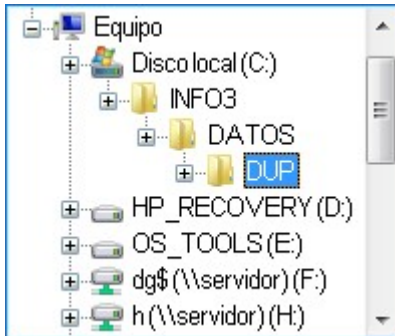 Equipo
Disco local (C:)
INFO3
DATOS
DUP
HP_RECOVERY (D:)
OS_TOOLS (E:)
dg$ (\\servidor) (F:)
h (\\servidor) (H:)